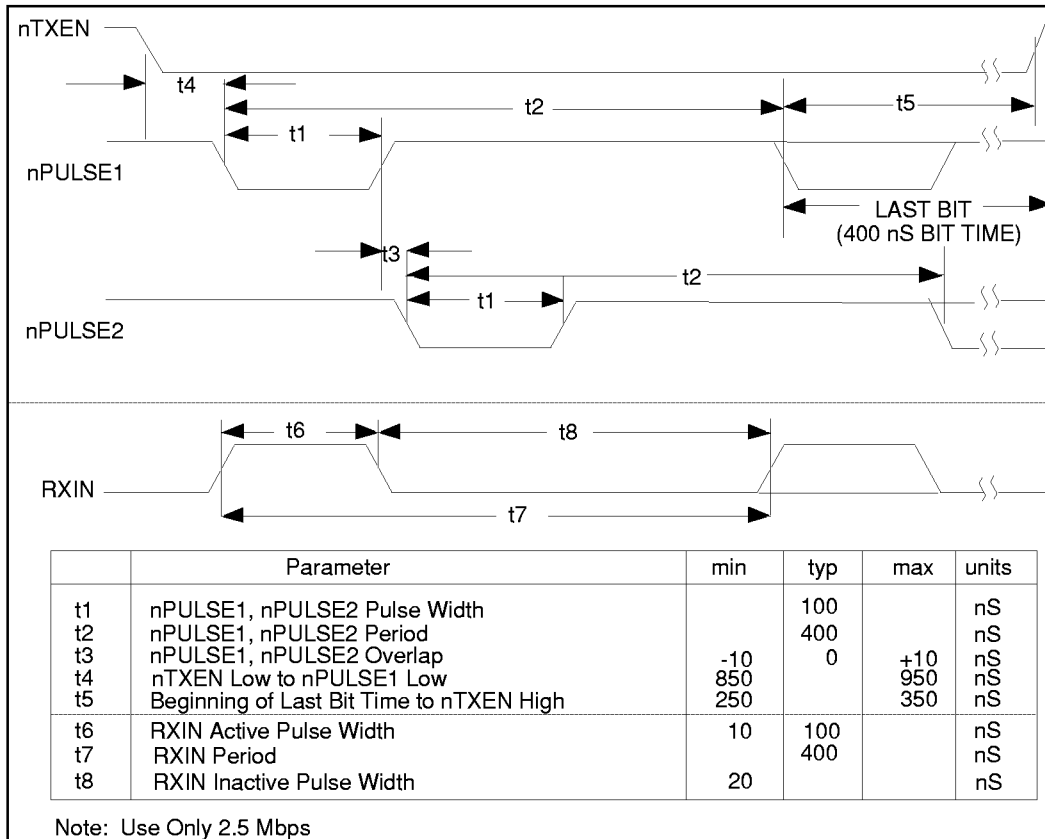 nTXEN
t4
t2
t5
t1
nPULSE1
LAST BIT
(400 nS BIT TIME)
t3
t2
t1
nPULSE2
t6
t8
RXIN
t7
Parameter min typ max units
t1 nPULSE1, nPULSE2 Pulse Width 100 nS
t2 nPULSE1, nPULSE2 Period 400 nS
t3 nPULSE1, nPULSE2 Overlap -10 0 +10 nS
t4 nTXEN Low to nPULSE1 Low 850 950 nS
t5 Beginning of Last Bit Time to nTXEN High 250 350 nS
t6 RXIN Active Pulse Width 10 100 nS
t7 RXIN Period 400 nS
t8 RXIN Inactive Pulse Width 20 nS
Note: Use Only 2.5 Mbps